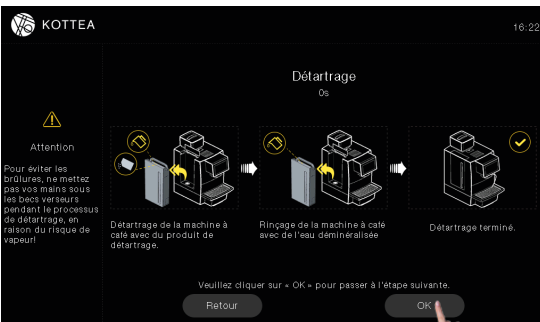 KOTTEA
16:22
Détartrage
0s
Attention
Pour éviter les
brûlures, ne mettez
pas vos mains sous
les becs verseurs
pendant le processus
de détartrage, en
raison du risque de
vapeur!
Détartrage de la machine à
café avec du produit de
détartrage.
Rinçage de la machine à café
avec de l'eau déminéralisée
Détartrage terminé.
Veuillez cliquer sur « OK » pour passer à l'étape suivante.
Retour
OK